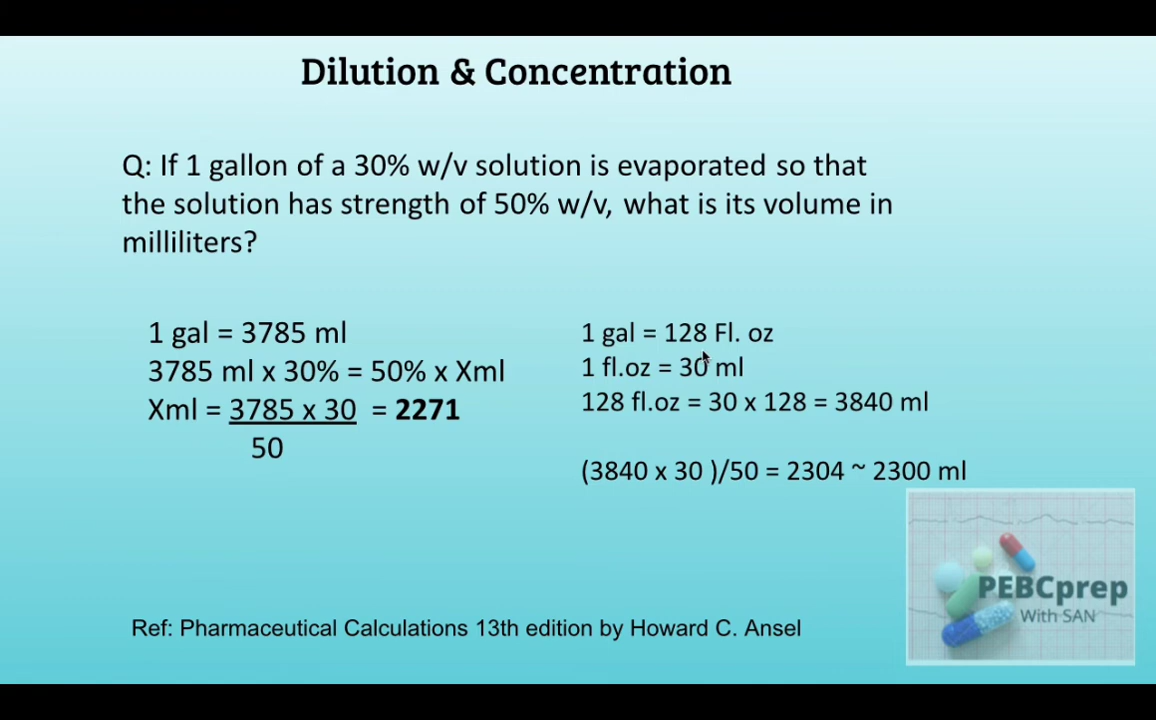 Dilution & Concentration
Q: If 1 gallon of a 30% w/v solution is evaporated so that
the solution has strength of 50% w/v, what is its volume in
milliliters?
1 gal = 3785 ml
3785 ml x 30% = 50% x Xml
Xml = 3785 x 30 = 2271
50
1 gal = 128 Fl. oz
1 fl.oz = 30 ml
128 fl.oz = 30 x 128 = 3840 ml
(3840 x 30 )/50 = 2304 ~ 2300 ml
PEBCprep
With SAN
Ref: Pharmaceutical Calculations 13th edition by Howard C. Ansel